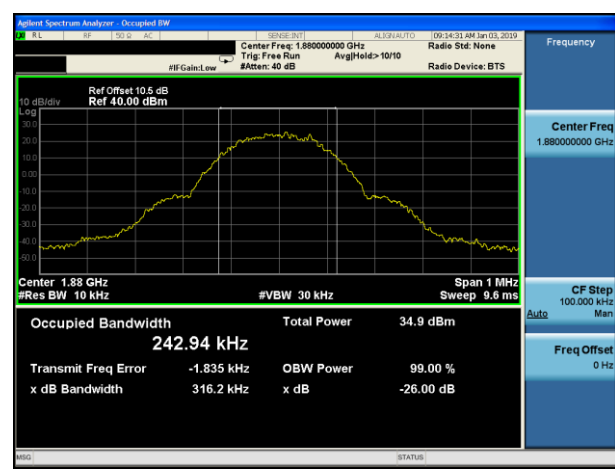 Agilent Spectrum Analyzer - Occupied BW
RL RF 50 Ω AC SENSE:INT ALIGNAUTO 09:14:31 AM Jan 03, 2019
Center Freq: 1.880000000 GHz Radio Std: None
Trig: Free Run Avg|Hold:>10/10
#IFGain:Low #Atten: 40 dB Radio Device: BTS
Ref Offset 10.5 dB
10 dB/div Ref 40.00 dBm
Log
30.0
20.0
10.0
0.00
-10.0
-20.0
-30.0
-40.0
-50.0
Center 1.88 GHz Span 1 MHz
#Res BW 10 kHz #VBW 30 kHz Sweep 9.6 ms
Occupied Bandwidth Total Power 34.9 dBm
242.94 kHz
Transmit Freq Error -1.835 kHz OBW Power 99.00 %
x dB Bandwidth 316.2 kHz x dB -26.00 dB
MSG STATUS
Frequency
Center Freq
1.880000000 GHz
CF Step
100.000 kHz
Auto Man
Freq Offset
0 Hz